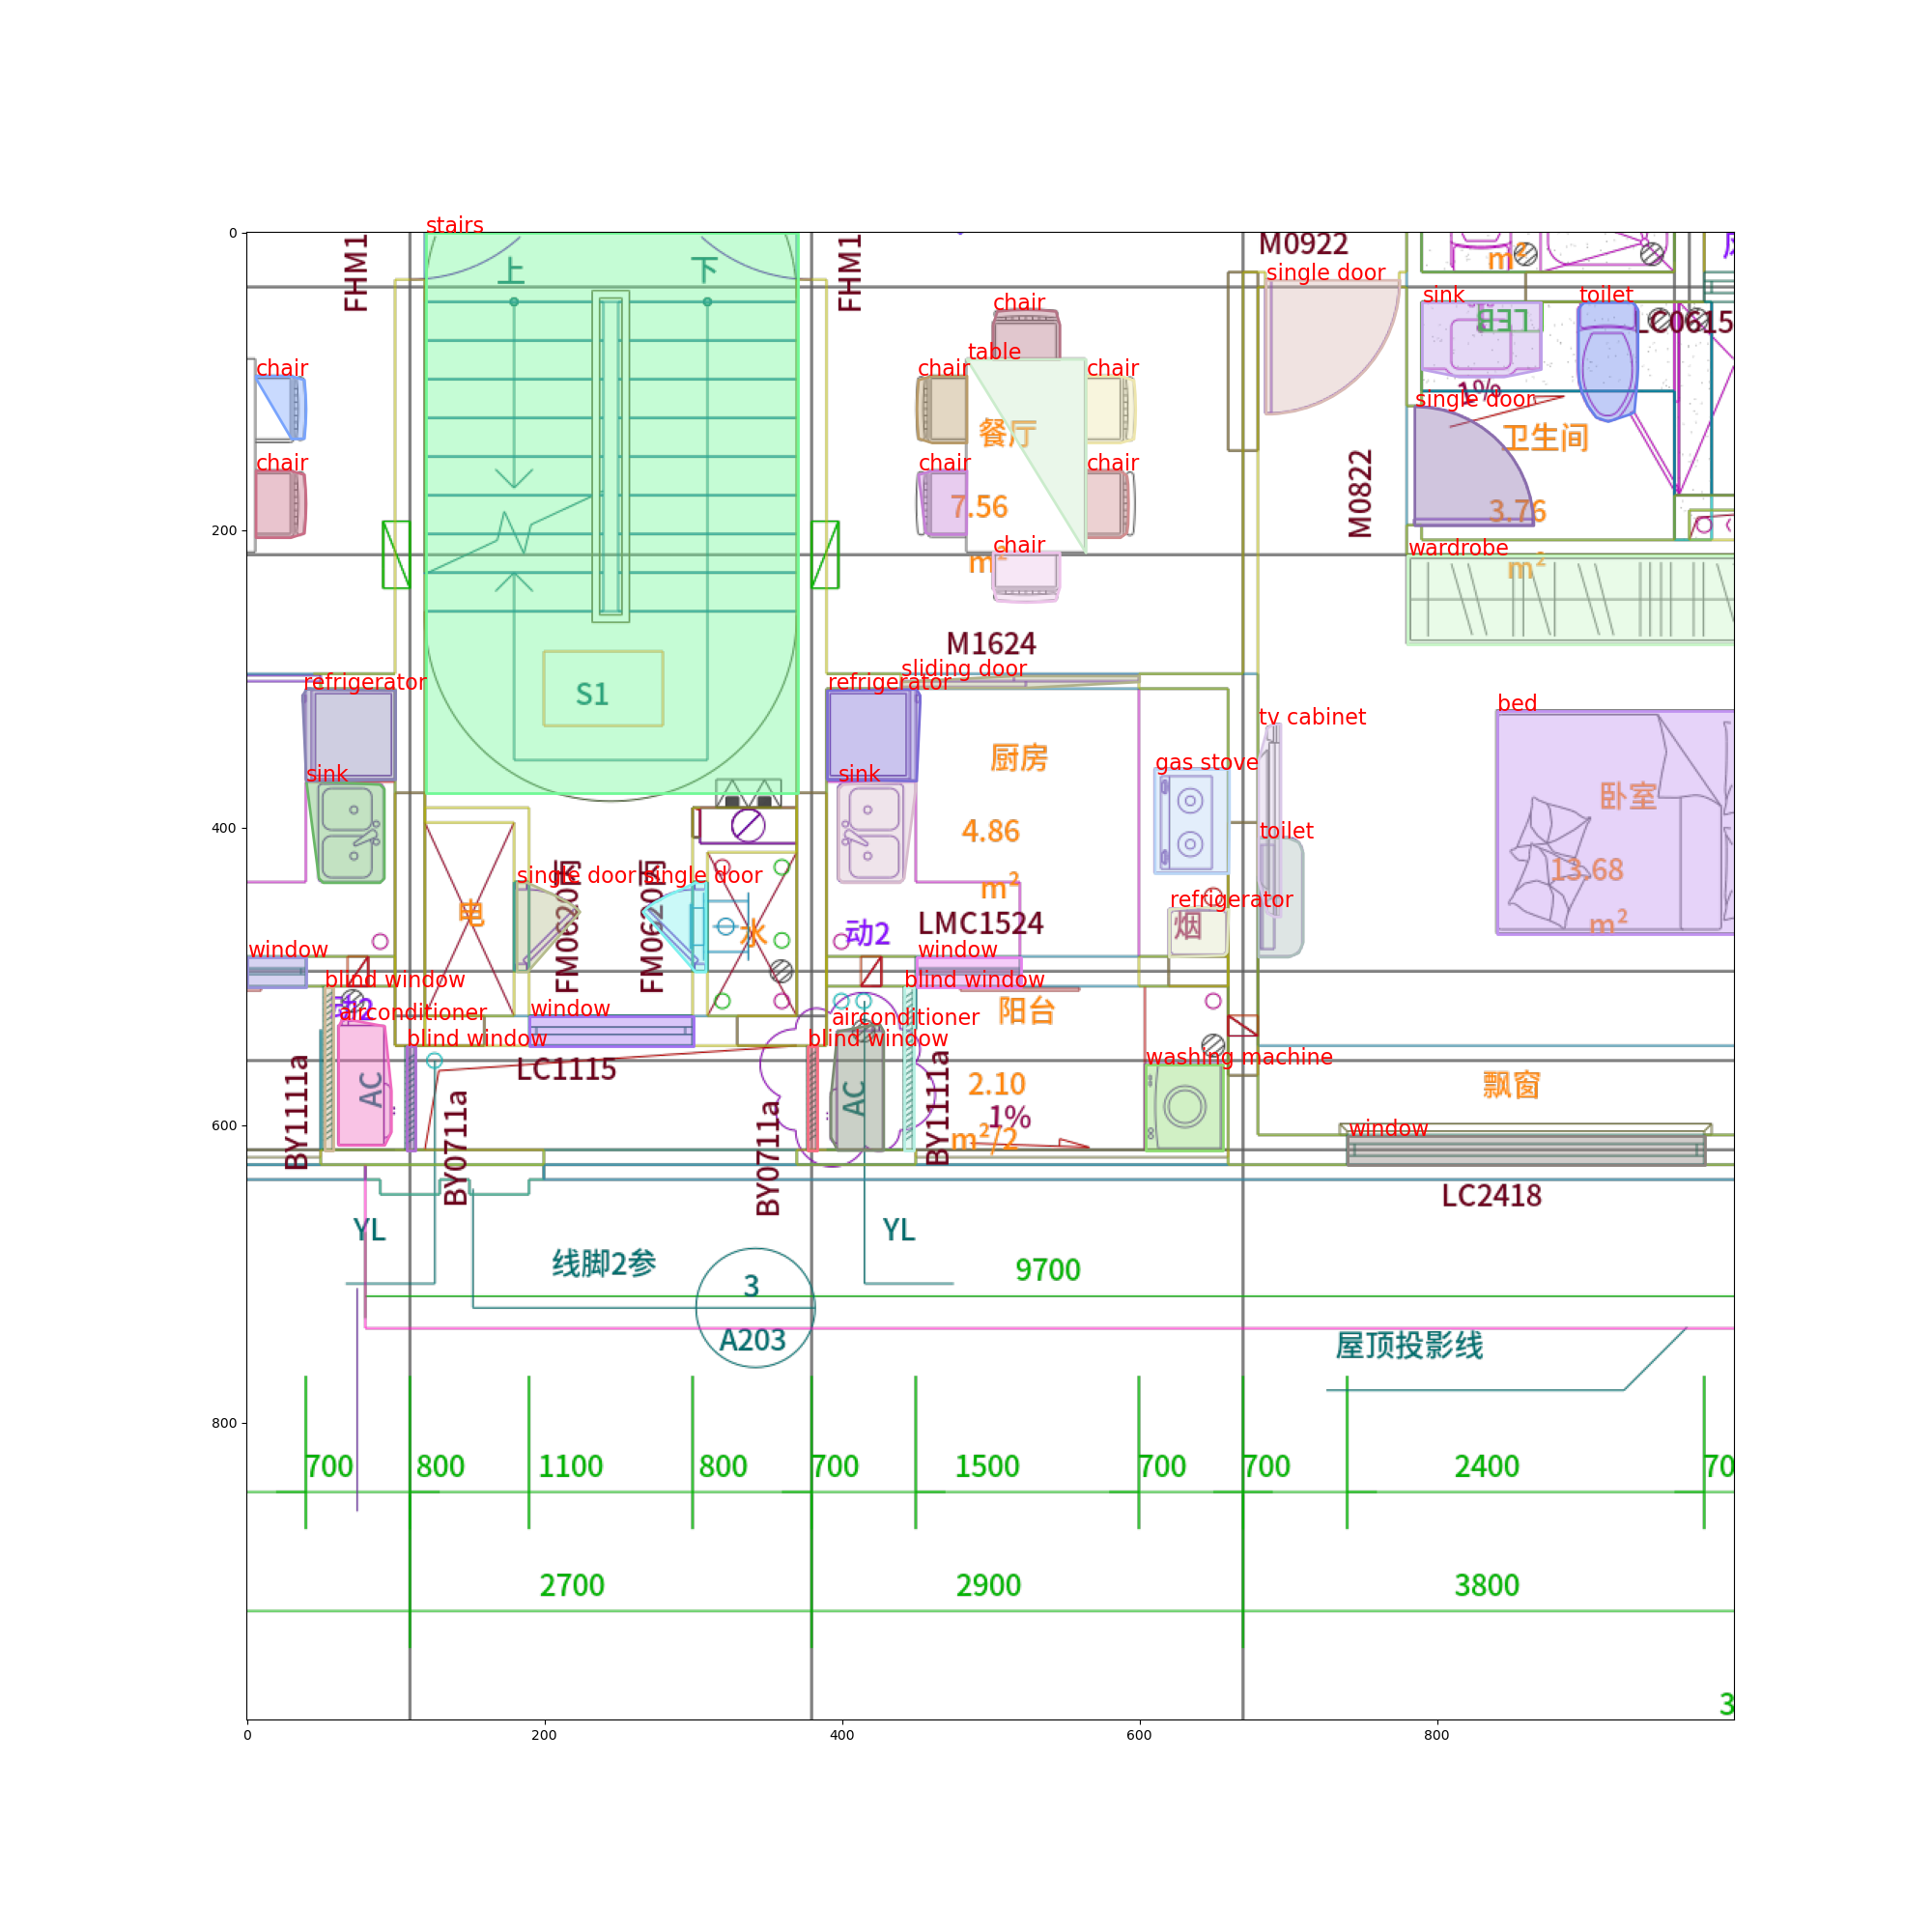 stairs
FHM1
上
下
FHM1
M0922
m²
single door
sink
toilet
LEB
LC0615
chair
table
chair
chair
chair
1%
single door
餐厅
卫生间
chair
chair
chair
7.56
M0822
3.76
chair
m²
wardrobe
m²
M1624
sliding door
refrigerator
S1
refrigerator
tv cabinet
bed
厨房
sink
sink
gas stove
卧室
4.86
toilet
13.68
single door
single door
FM0620丙
FM0620丙
m²
refrigerator
电
水
动2
LMC1524
烟
m²
window
window
blind window
blind window
动2
airconditioner
window
airconditioner
阳台
blind window
blind window
washing machine
BY1111a
AC
BY0711a
LC1115
BY0711a
AC
BY1111a
2.10
1%
m²/2
飘窗
window
LC2418
YL
YL
线脚2参
3
A203
9700
屋顶投影线
700
800
1100
800
700
1500
700
700
2400
70
2700
2900
3800
3
0
200
400
600
800
0
200
400
600
800